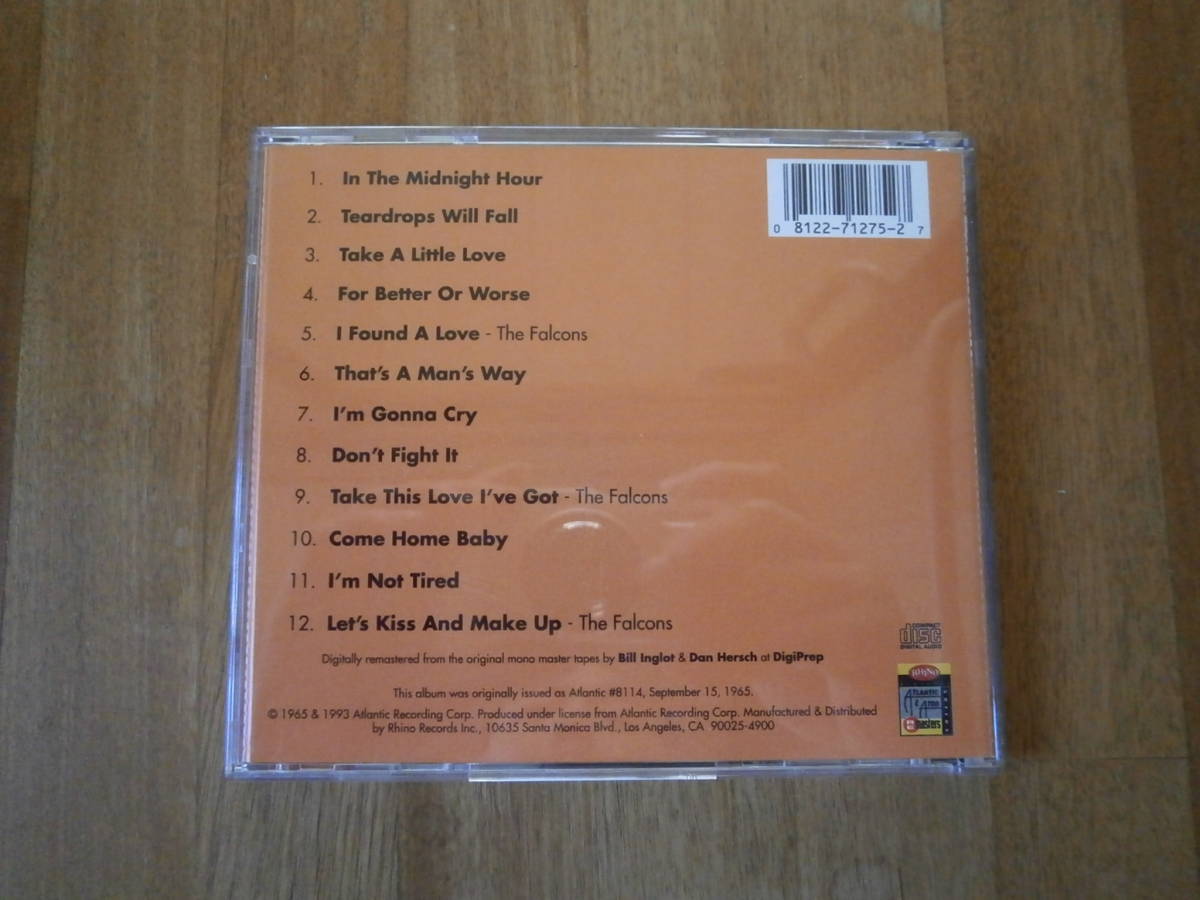 1. In The Midnight Hour
2. Teardrops Will Fall
3. Take A Little Love
4. For Better Or Worse
5. I Found A Love - The Falcons
6. That's A Man's Way
7. I'm Gonna Cry
8. Don't Fight It
9. Take This Love I've Got - The Falcons
10. Come Home Baby
11. I'm Not Tired
12. Let's Kiss And Make Up - The Falcons
0 8122-71275-2 7
Digitally remastered from the original mono master tapes by Bill Inglot & Dan Hersch at DigiPrep
This album was originally issued as Atlantic #8114, September 15, 1965.
© 1965 & 1993 Atlantic Recording Corp. Produced under license from Atlantic Recording Corp. Manufactured & Distributed
by Rhino Records Inc., 10635 Santa Monica Blvd., Los Angeles, CA 90025-4900
COMPACT
disc
DIGITAL AUDIO
RHINO
ATLANTIC
& ATCO
masters